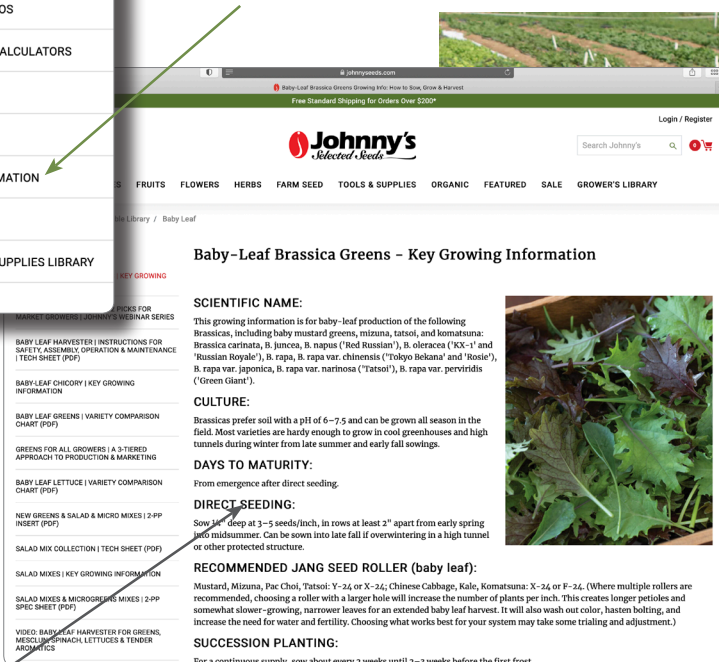 OS
ALCULATORS
MATION
UPPLIES LIBRARY
johnnyseeds.com
Baby-Leaf Brassica Greens Growing Info: How to Sow, Grow & Harvest
Free Standard Shipping for Orders Over $200*
Login / Register
Johnny's
Selected Seeds
Search Johnny's
0
S FRUITS FLOWERS HERBS FARM SEED TOOLS & SUPPLIES ORGANIC FEATURED SALE GROWER'S LIBRARY
ble Library / Baby Leaf
Baby-Leaf Brassica Greens - Key Growing Information
| KEY GROWING
PICKS FOR
MARKET GROWERS | JOHNNY'S WEBINAR SERIES
BABY LEAF HARVESTER | INSTRUCTIONS FOR
SAFETY, ASSEMBLY, OPERATION & MAINTENANCE
| TECH SHEET (PDF)
BABY-LEAF CHICORY | KEY GROWING
INFORMATION
BABY LEAF GREENS | VARIETY COMPARISON
CHART (PDF)
GREENS FOR ALL GROWERS | A 3-TIERED
APPROACH TO PRODUCTION & MARKETING
BABY LEAF LETTUCE | VARIETY COMPARISON
CHART (PDF)
NEW GREENS & SALAD & MICRO MIXES | 2-PP
INSERT (PDF)
SALAD MIX COLLECTION | TECH SHEET (PDF)
SALAD MIXES | KEY GROWING INFORMATION
SALAD MIXES & MICROGREENS MIXES | 2-PP
SPEC SHEET (PDF)
VIDEO: BABY LEAF HARVESTER FOR GREENS,
MESCLUN, SPINACH, LETTUCES & TENDER
AROMATICS
SCIENTIFIC NAME:
This growing information is for baby-leaf production of the following
Brassicas, including baby mustard greens, mizuna, tatsoi, and komatsuna:
Brassica carinata, B. juncea, B. napus ('Red Russian'), B. oleracea ('KX-1' and
'Russian Royale'), B. rapa, B. rapa var. chinensis ('Tokyo Bekana' and 'Rosie'),
B. rapa var. japonica, B. rapa var. narinosa ('Tatsoi'), B. rapa var. perviridis
('Green Giant').
CULTURE:
Brassicas prefer soil with a pH of 6–7.5 and can be grown all season in the
field. Most varieties are hardy enough to grow in cool greenhouses and high
tunnels during winter from late summer and early fall sowings.
DAYS TO MATURITY:
From emergence after direct seeding.
DIRECT SEEDING:
Sow ¼" deep at 3–5 seeds/inch, in rows at least 2" apart from early spring
into midsummer. Can be sown into late fall if overwintering in a high tunnel
or other protected structure.
RECOMMENDED JANG SEED ROLLER (baby leaf):
Mustard, Mizuna, Pac Choi, Tatsoi: Y-24 or X-24; Chinese Cabbage, Kale, Komatsuna: X-24 or F-24. (Where multiple rollers are
recommended, choosing a roller with a larger hole will increase the number of plants per inch. This creates longer petioles and
somewhat slower-growing, narrower leaves for an extended baby leaf harvest. It will also wash out color, hasten bolting, and
increase the need for water and fertility. Choosing what works best for your system may take some trialing and adjustment.)
SUCCESSION PLANTING:
For a continuous supply, sow about every 2 weeks until 2–3 weeks before the first frost.